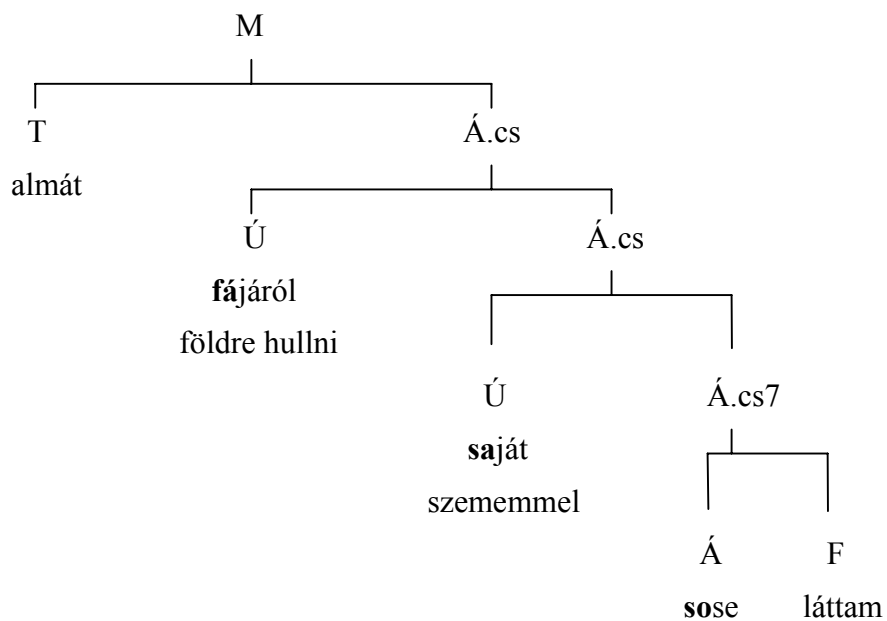 M
T Á.cs
almát
Ú Á.cs
fájáról
földre hullni
Ú Á.cs7
saját
szememmel
Á F
sose láttam